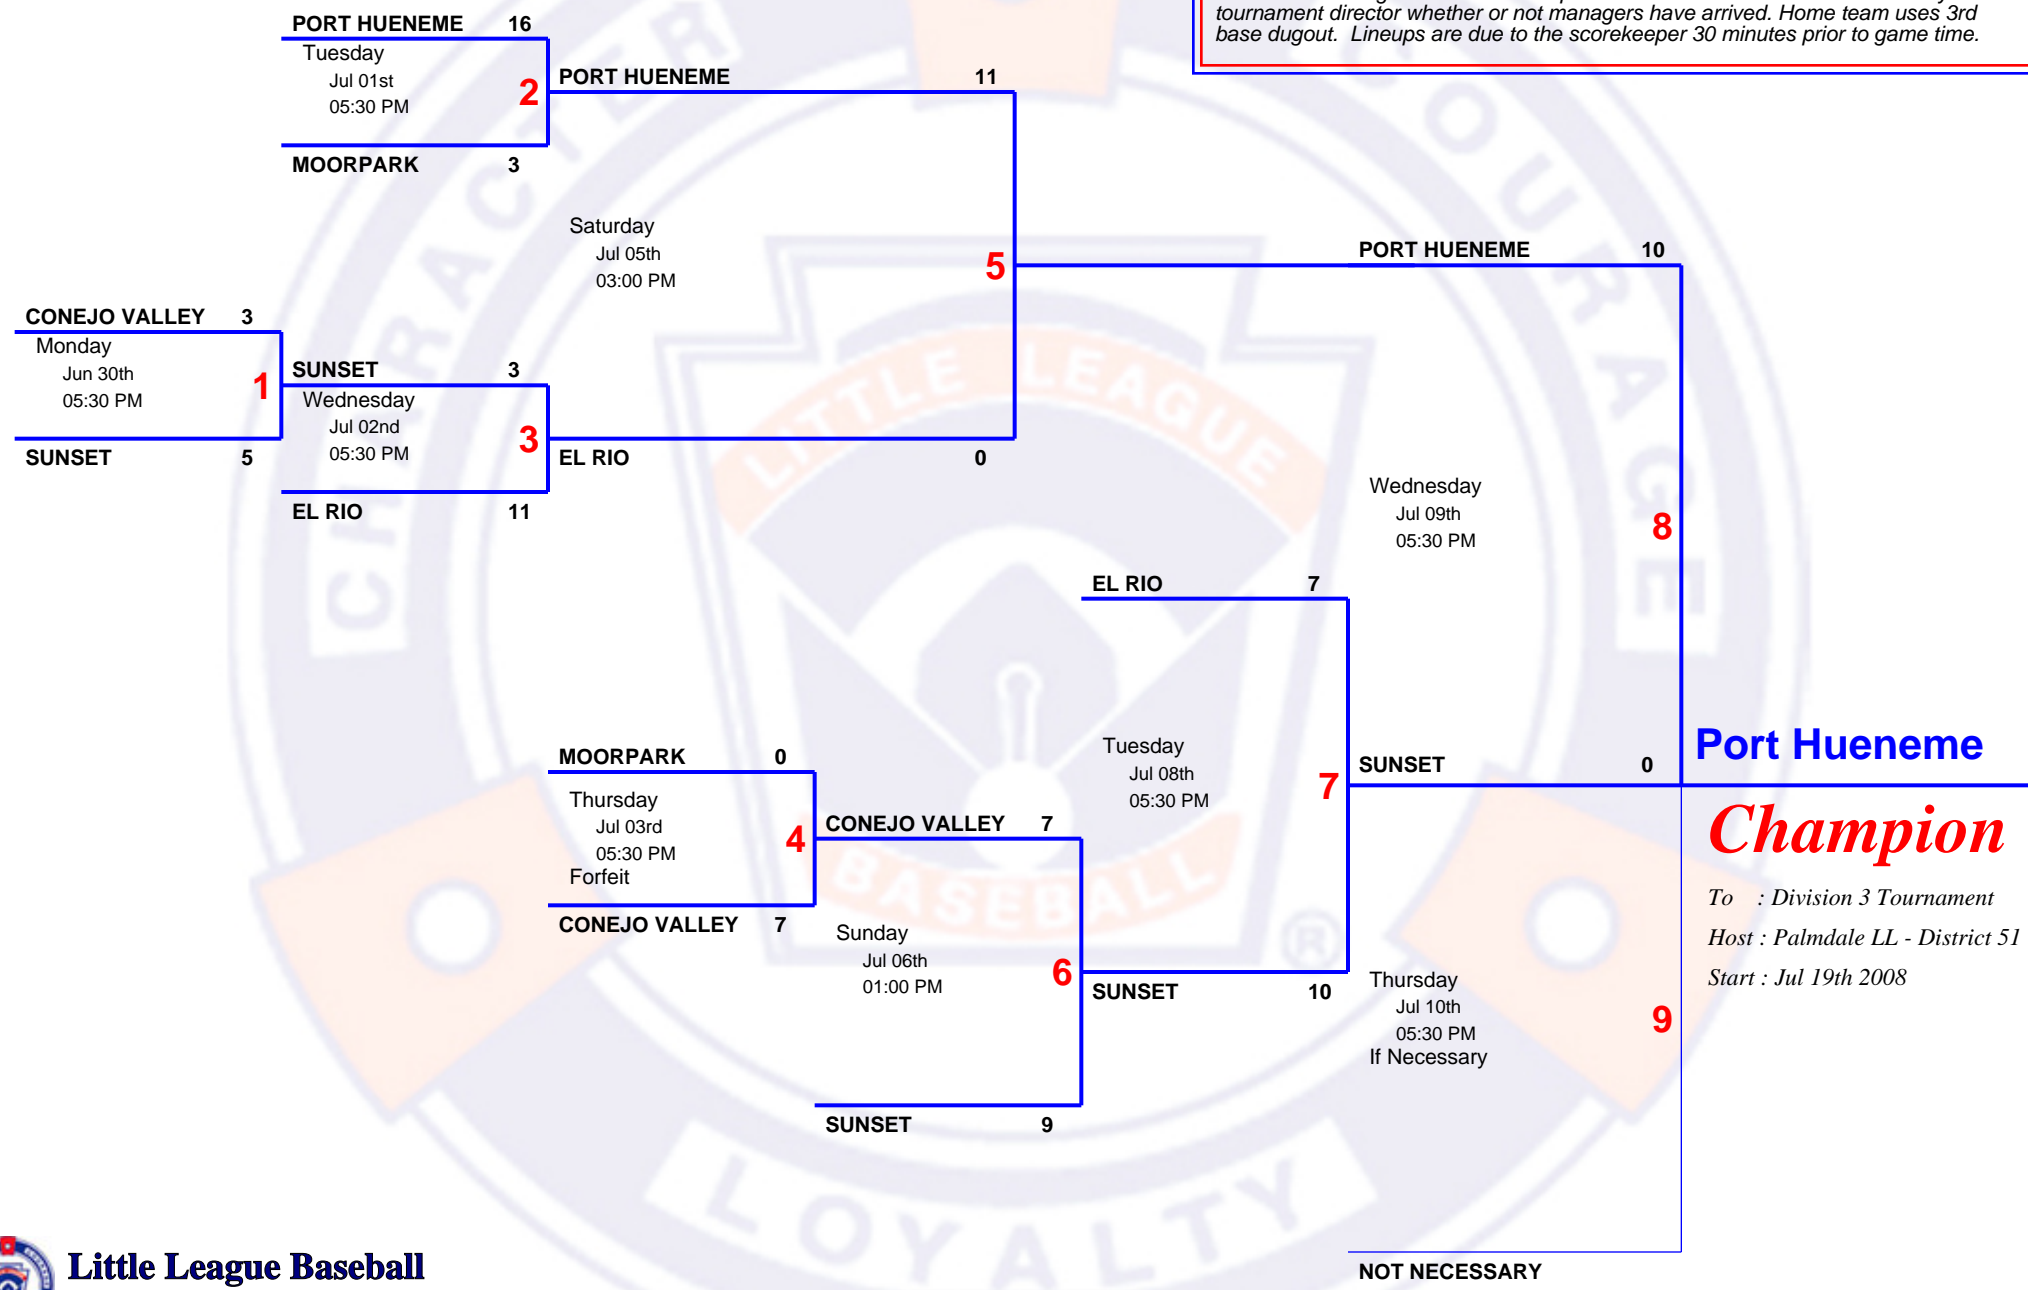 tournament director whether or not managers have arrived. Home team uses 3rd
base dugout. Lineups are due to the scorekeeper 30 minutes prior to game time.
PORT HUENEME 16
Tuesday
Jul 01st
05:30 PM
2
MOORPARK 3
PORT HUENEME 11
Saturday
Jul 05th
03:00 PM
5
CONEJO VALLEY 3
Monday
Jun 30th
05:30 PM
1
SUNSET 5
SUNSET 3
Wednesday
Jul 02nd
05:30 PM
3
EL RIO 11
EL RIO 0
PORT HUENEME 10
Wednesday
Jul 09th
05:30 PM
8
EL RIO 7
Tuesday
Jul 08th
05:30 PM
7
SUNSET 0
MOORPARK 0
Thursday
Jul 03rd
05:30 PM
Forfeit
4
CONEJO VALLEY 7
CONEJO VALLEY 7
Sunday
Jul 06th
01:00 PM
6
SUNSET 9
SUNSET 10
Thursday
Jul 10th
05:30 PM
If Necessary
9
NOT NECESSARY
Port Hueneme
Champion
To : Division 3 Tournament
Host : Palmdale LL - District 51
Start : Jul 19th 2008
CHARACTER
COURAGE
LOYALTY
LITTLE LEAGUE
BASEBALL
®
Little League Baseball